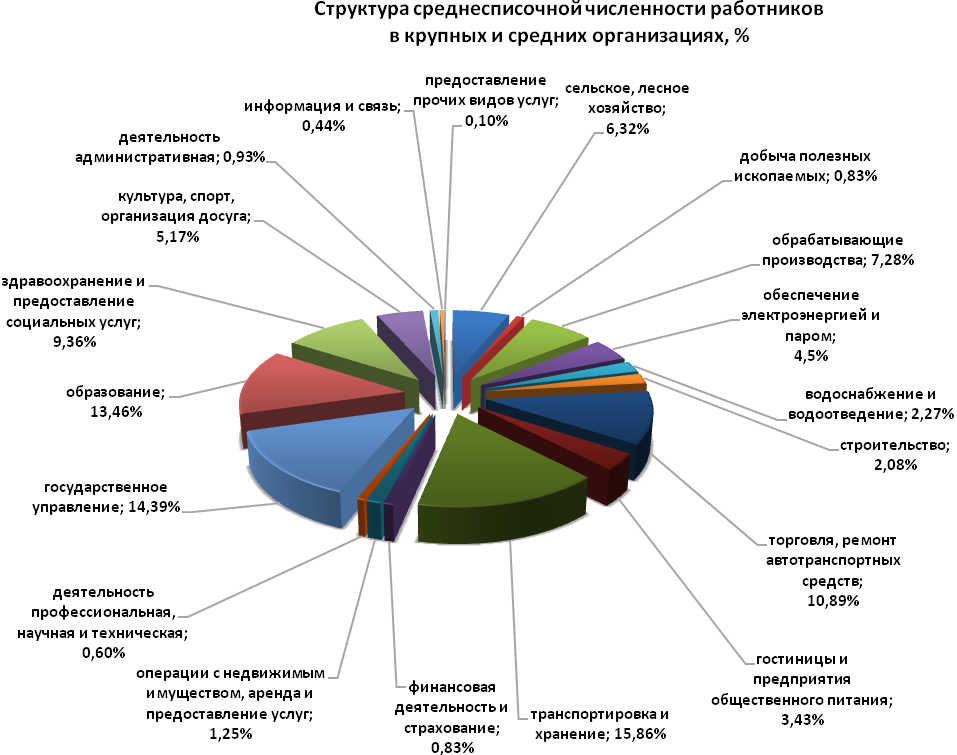 Структура среднесписочной численности работников
в крупных и средних организациях, %
предоставление
прочих видов услуг;
0,10%
сельское, лесное
хозяйство;
6,32%
добыча полезных
ископаемых; 0,83%
обрабатывающие
производства; 7,28%
обеспечение
электроэнергией и
паром;
4,5%
водоснабжение и
водоотведение; 2,27%
строительство;
2,08%
торговля, ремонт
автотранспортных
средств;
10,89%
гостиницы и
предприятия
общественного питания;
3,43%
транспортировка и
хранение; 15,86%
финансовая
деятельность и
страхование;
0,83%
операции с недвижимым
имуществом, аренда и
предоставление услуг;
1,25%
деятельность
профессиональная,
научная и техническая;
0,60%
государственное
управление; 14,39%
образование;
13,46%
здравоохранение и
предоставление
социальных услуг;
9,36%
культура, спорт,
организация досуга;
5,17%
деятельность
административная; 0,93%
информация и связь;
0,44%